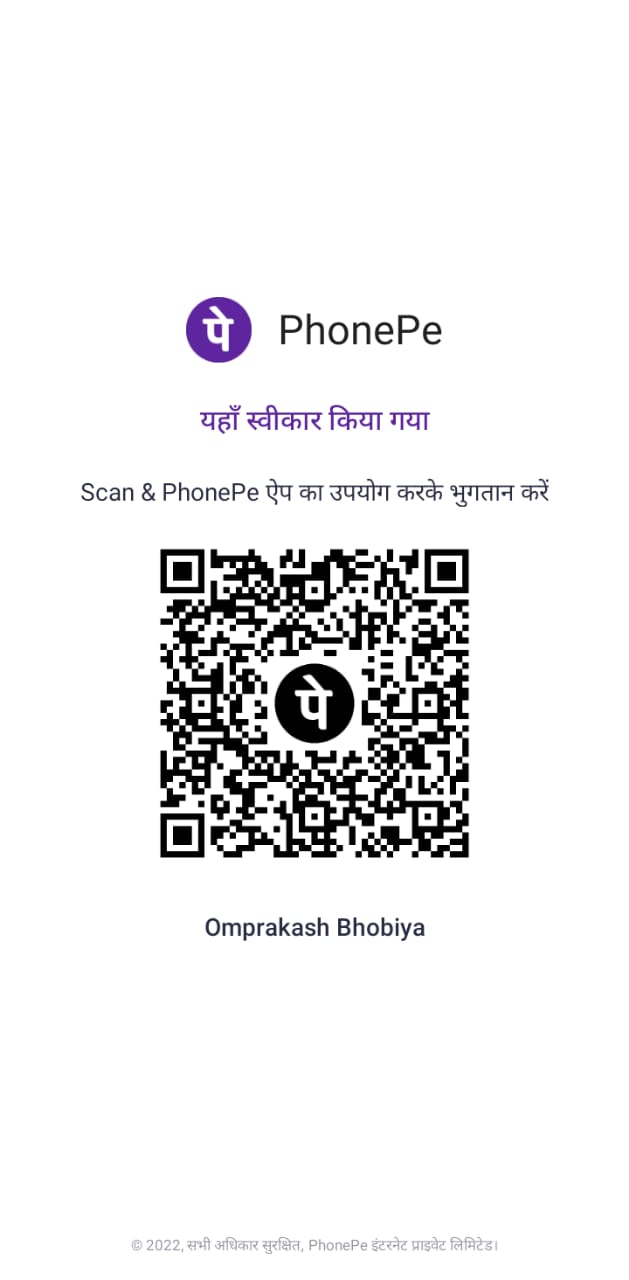 पे PhonePe
यहाँ स्वीकार किया गया
Scan & PhonePe ऐप का उपयोग करके भुगतान करें
पे
Omprakash Bhobiya
© 2022, सभी अधिकार सुरक्षित, PhonePe इंटरनेट प्राइवेट लिमिटेड।